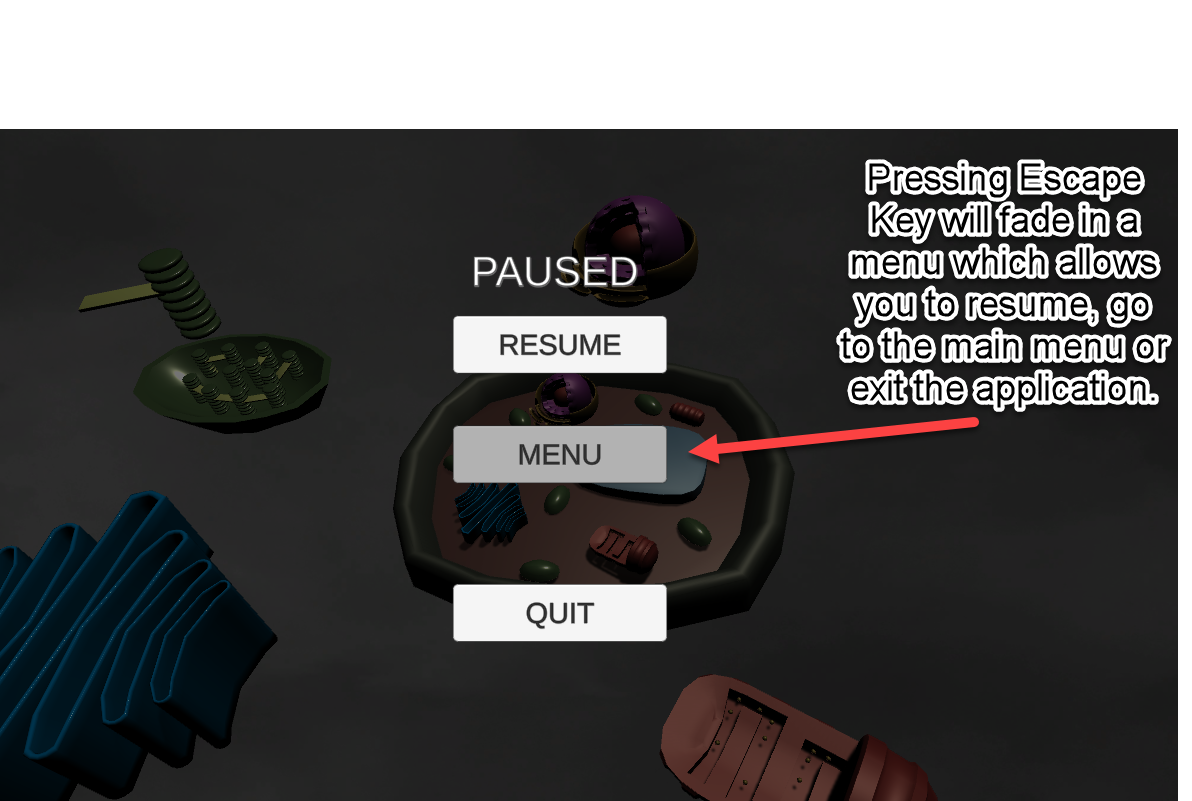 Pressing Escape
Key will fade in a
menu which allows
you to resume, go
to the main menu or
exit the application.
PAUSED
RESUME
MENU
QUIT